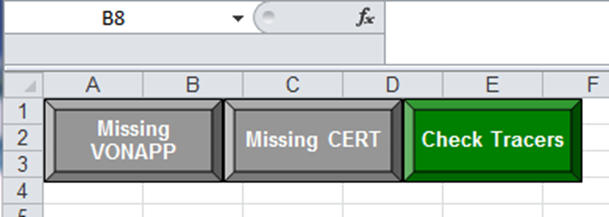 B8 fx
A B C D E F
1
Missing
VONAPP
Missing CERT
Check Tracers
2
3
4
5